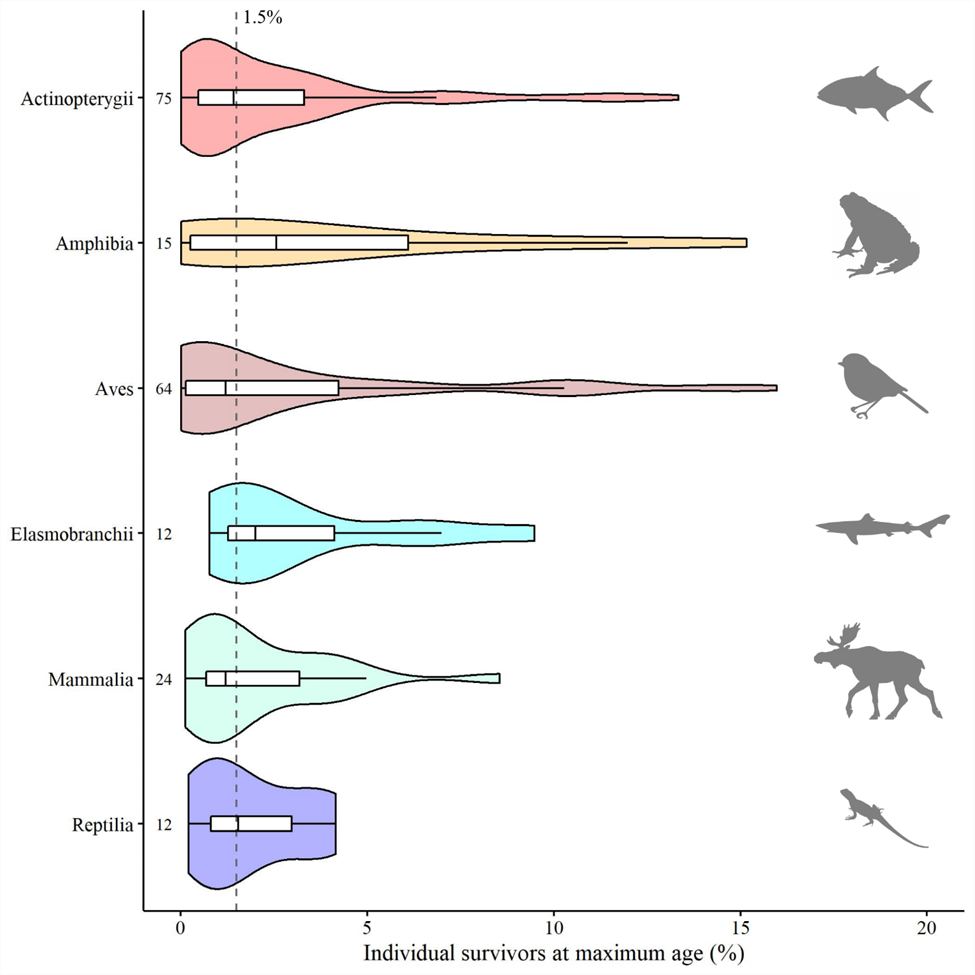 1.5%
Actinopterygii 75
Amphibia 15
Aves 64
Elasmobranchii 12
Mammalia 24
Reptilia 12
0 5 10 15 20
Individual survivors at maximum age (%)